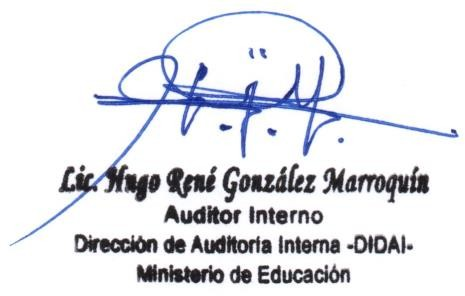 Lic. Hugo René González Marroquín
Auditor Interno
Dirección de Auditoría Interna -DIDAI-
Ministerio de Educación